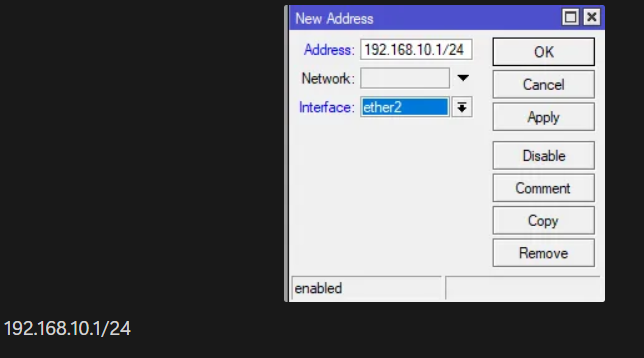 New Address
Address: 192.168.10.1/24
OK
Network:
Cancel
Interface: ether2
Apply
Disable
Comment
Copy
Remove
enabled
192.168.10.1/24